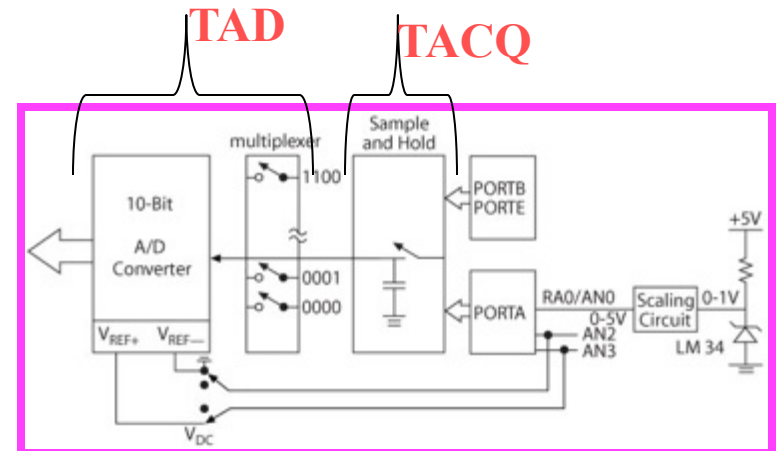 TAD
TACQ
Sample
and Hold
multiplexer
1100
PORTB
PORTE
10-Bit
A/D
Converter
+5V
0001
0000
PORTA
RA0/AN0
0-5V
Scaling
Circuit
0-1V
AN2
AN3
LM 34
VREF+
VREF—
VDC